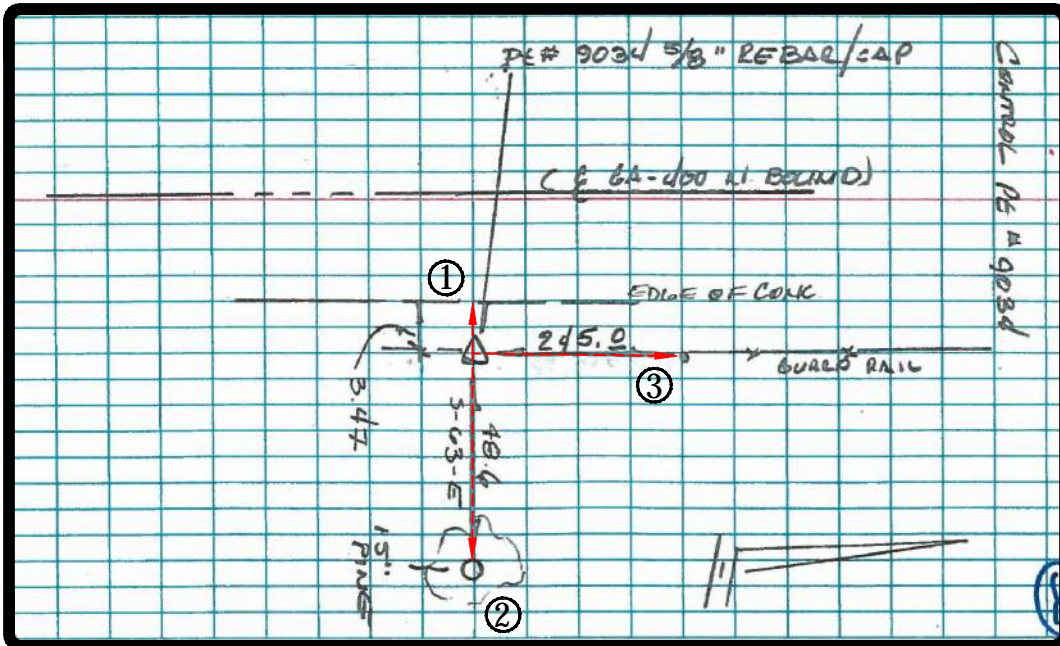 PE# 9034 5/8" REBAR/CAP
CONTROL PE # 9034
(℄ GA-400 N. BOUND)
①
EDGE OF CONC.
245.0
GUARD RAIL
③
3.47
48.6
S-63-E
15"
PINE
②